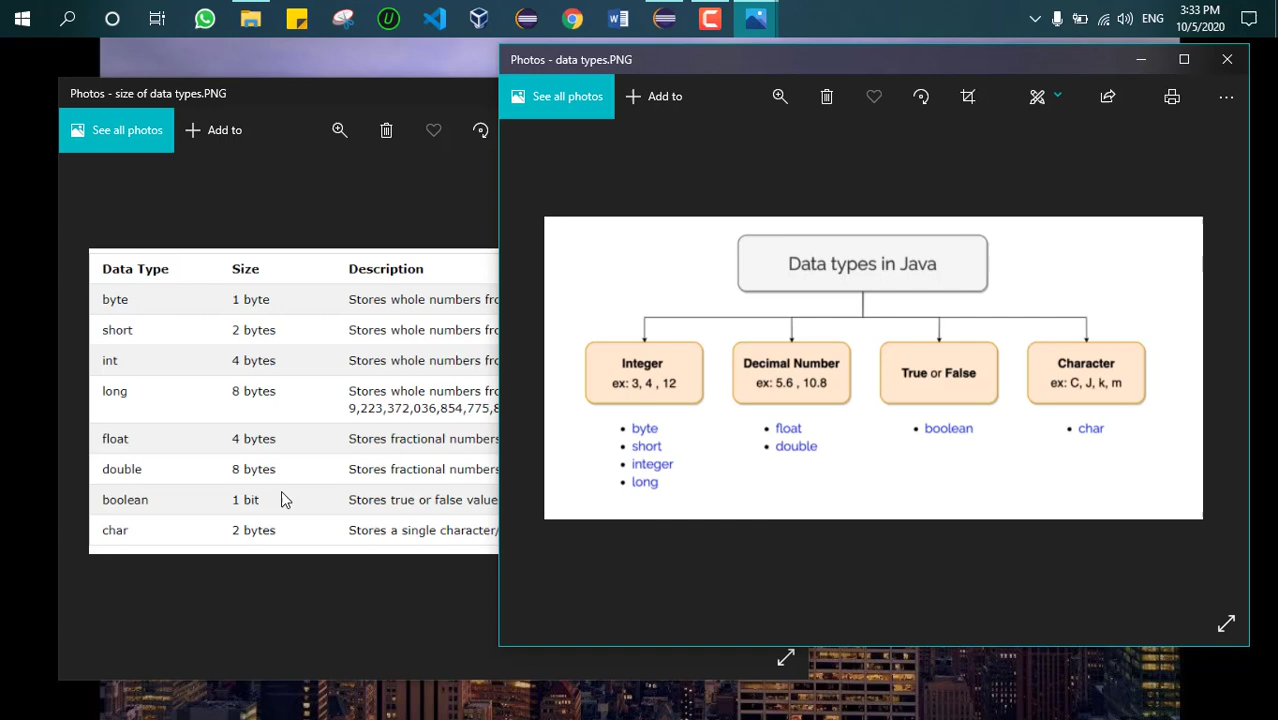 ENG
3:33 PM
10/5/2020
Photos - size of data types.PNG
See all photos
Add to
Data Type Size Description
byte 1 byte Stores whole numbers fro
short 2 bytes Stores whole numbers fro
int 4 bytes Stores whole numbers fro
long 8 bytes Stores whole numbers fro
9,223,372,036,854,775,8
float 4 bytes Stores fractional numbers
double 8 bytes Stores fractional numbers
boolean 1 bit Stores true or false value
char 2 bytes Stores a single character/
Photos - data types.PNG
See all photos
Add to
Data types in Java
Integer
ex: 3, 4 , 12
• byte
• short
• integer
• long
Decimal Number
ex: 5.6 , 10.8
• float
• double
True or False
• boolean
Character
ex: C, J, k, m
• char